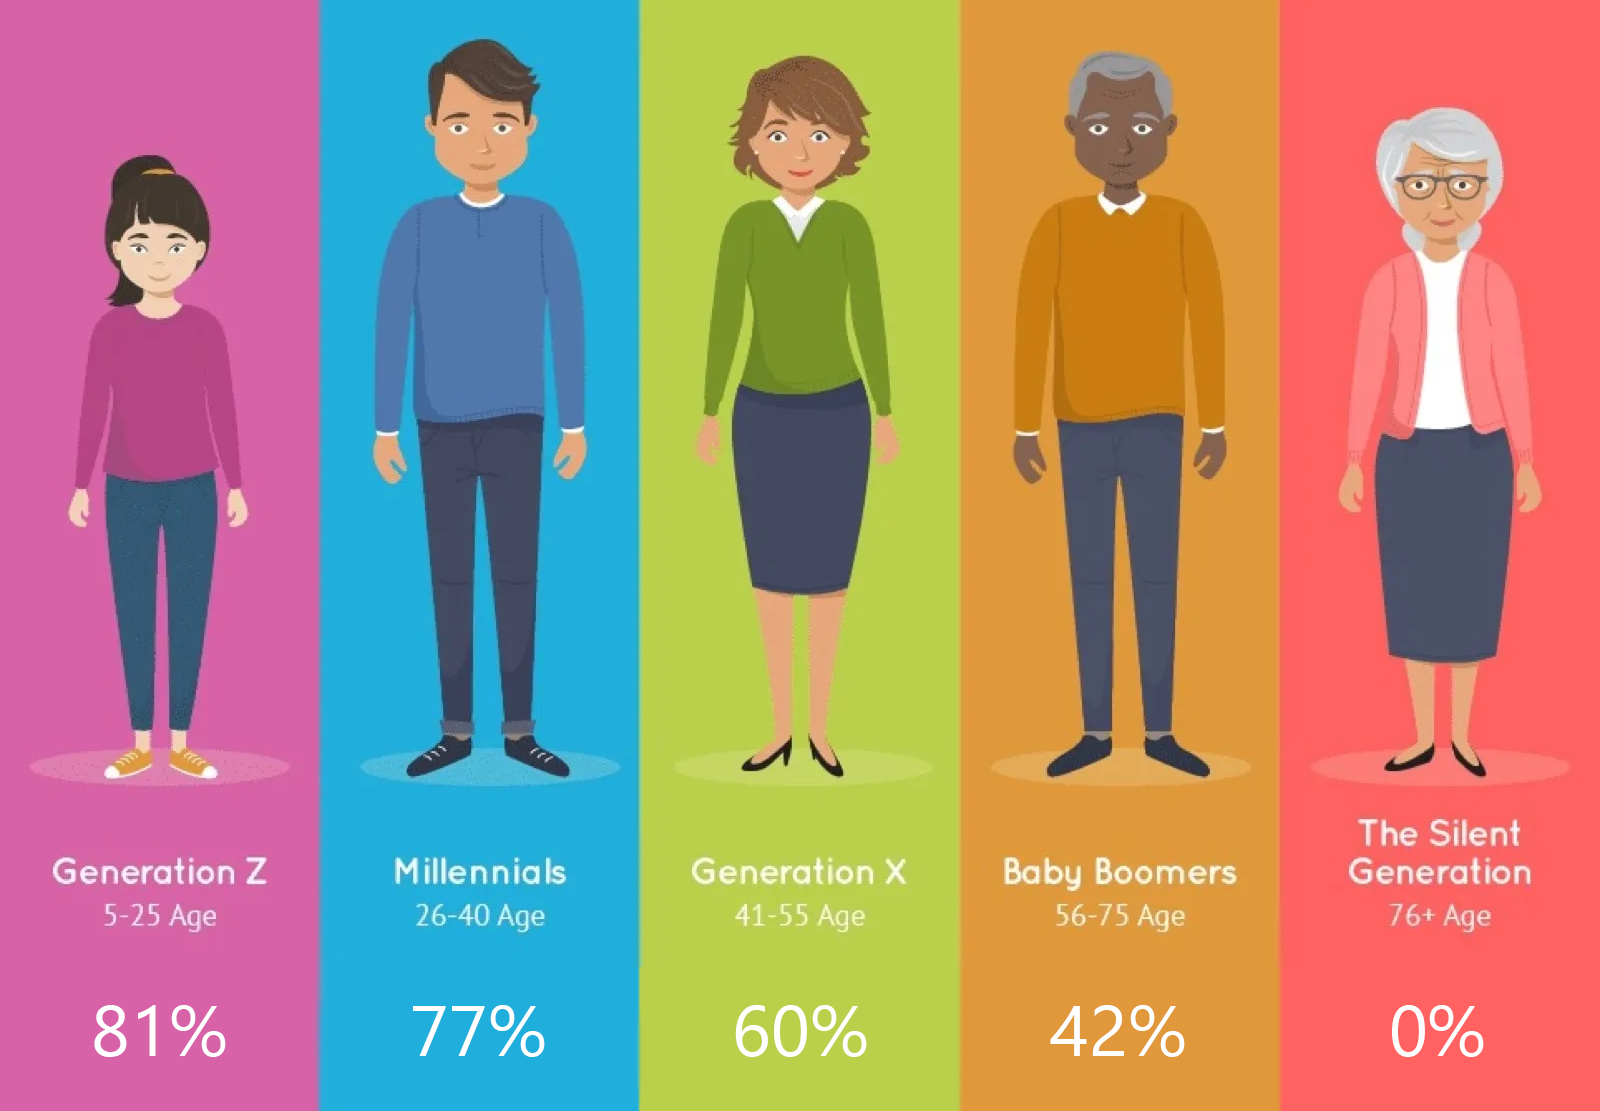 Generation Z
5-25 Age
81%
Millennials
26-40 Age
77%
Generation X
41-55 Age
60%
Baby Boomers
56-75 Age
42%
The Silent
Generation
76+ Age
0%